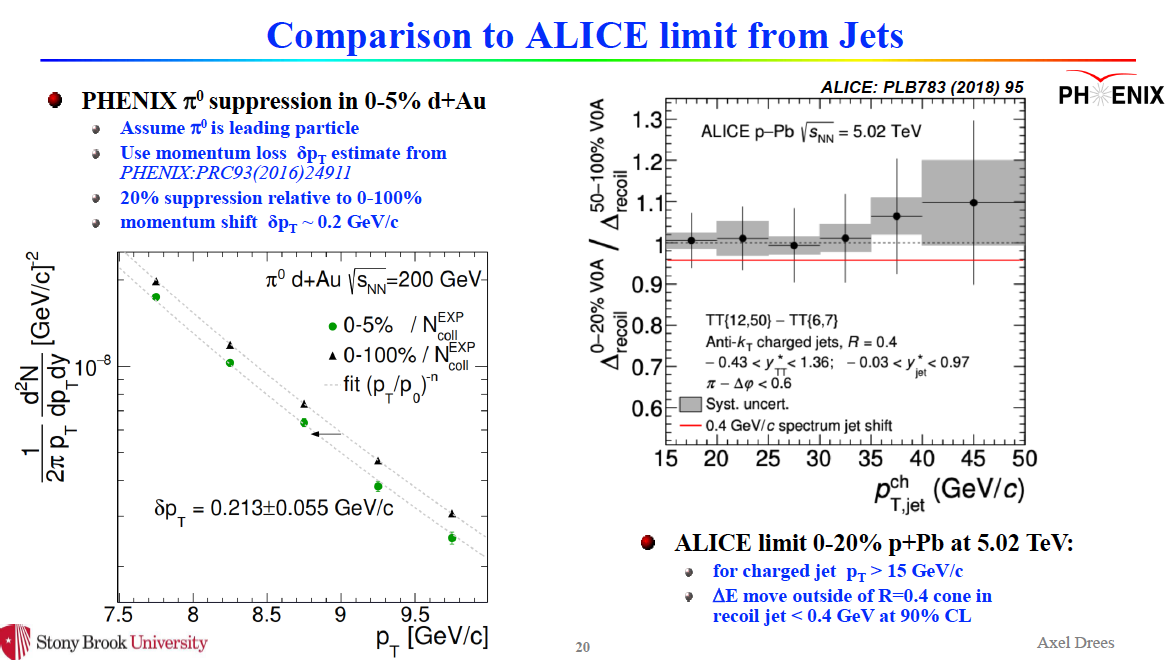 Comparison to ALICE limit from Jets
PHENIX π⁰ suppression in 0-5% d+Au
Assume π⁰ is leading particle
Use momentum loss δpT estimate from
PHENIX:PRC93(2016)24911
20% suppression relative to 0-100%
momentum shift δpT ~ 0.2 GeV/c
ALICE: PLB783 (2018) 95
PHENIX
π⁰ d+Au √sNN=200 GeV
0-5% / NcollEXP
0-100% / NcollEXP
fit (pT/p0)-n
10⁻⁸
1/2π pT d²N/dpTdy [GeV/c]-2
δpT = 0.213±0.055 GeV/c
7.5 8 8.5 9 9.5
pT [GeV/c]
ALICE p–Pb √sNN = 5.02 TeV
1.3
1.2
1.1
1
0.9
0.8
0.7
0.6
Δrecoil 0–20% V0A / Δrecoil 50–100% V0A
TT{12,50} – TT{6,7}
Anti-kT charged jets, R = 0.4
– 0.43 < y*TT < 1.36; – 0.03 < y*jet < 0.97
π – Δφ < 0.6
Syst. uncert.
0.4 GeV/c spectrum jet shift
15 20 25 30 35 40 45 50
pT,jetch (GeV/c)
ALICE limit 0-20% p+Pb at 5.02 TeV:
for charged jet pT > 15 GeV/c
ΔE move outside of R=0.4 cone in
recoil jet < 0.4 GeV at 90% CL
Stony Brook University
20
Axel Drees